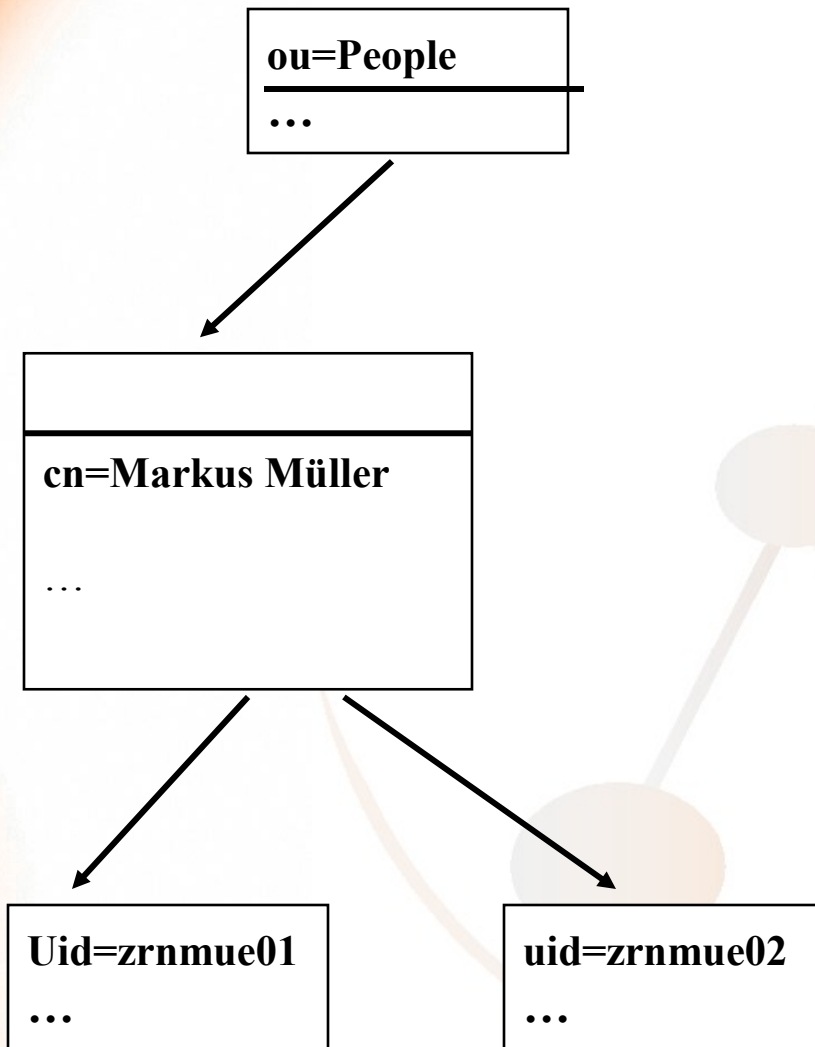 ou=People
…
cn=Markus Müller
…
Uid=zrnmue01
…
uid=zrnmue02
…